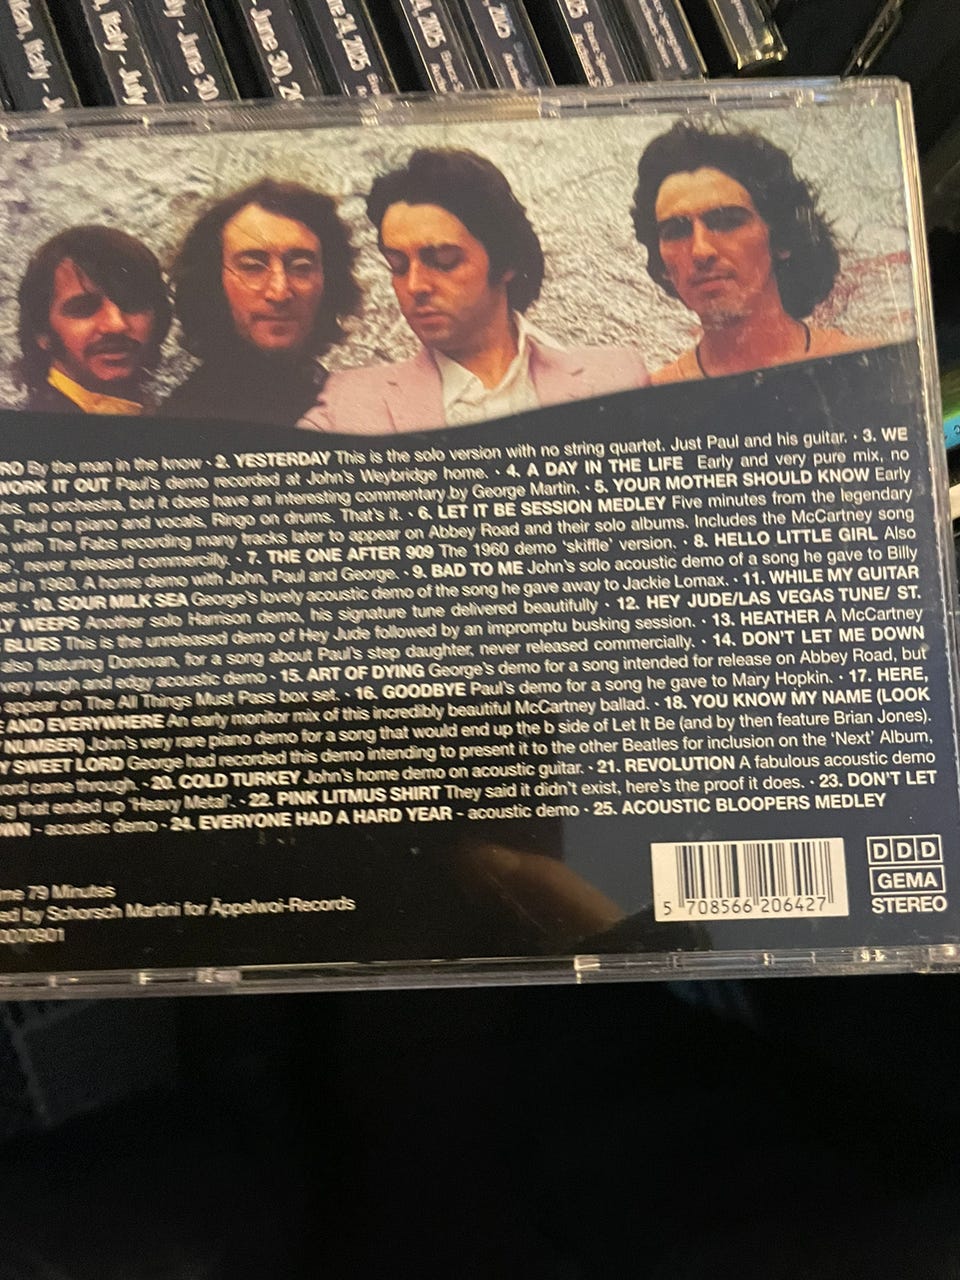 Italy - J
Italy - July
- June 30
- June 30, 2
e 24, 2025
2025
2025
RO By the man in the know • 2. YESTERDAY This is the solo version with no string quartet. Just Paul and his guitar. • 3. WE
WORK IT OUT Paul's demo recorded at John's Weybridge home. • 4. A DAY IN THE LIFE Early and very pure mix, no
ns, no orchestra, but it does have an interesting commentary by George Martin. • 5. YOUR MOTHER SHOULD KNOW Early
n. Paul on piano and vocals, Ringo on drums. That's it. • 6. LET IT BE SESSION MEDLEY Five minutes from the legendary
n with The Fabs recording many tracks later to appear on Abbey Road and their solo albums. Includes the McCartney song
e', never released commercilly. • 7. THE ONE AFTER 909 The 1960 demo 'skiffle' version. • 8. HELLO LITTLE GIRL Also
ed in 1960. A home demo with John, Paul and George. • 9. BAD TO ME John's solo acoustic demo of a song he gave to Billy
er. • 10. SOUR MILK SEA George's lovely acoustic demo of the song he gave away to Jackie Lomax. • 11. WHILE MY GUITAR
LY WEEPS Another solo Harrison demo, his signature tune delivered beautifully • 12. HEY JUDE/LAS VEGAS TUNE/ ST.
BLUES This is the unreleased demo of Hey Jude followed by an impromptu busking session. • 13. HEATHER A McCartney
also featuring Donovan, for a song about Paul's step daughter, never released commercially. • 14. DON'T LET ME DOWN
very rough and edgy acoustic demo • 15. ART OF DYING George's demo for a song intended for release on Abbey Road, but
appear on The All Things Must Pass box set. • 16. GOODBYE Paul's demo for a song he gave to Mary Hopkin. • 17. HERE,
E AND EVERYWHERE An early monitor mix of this incredibly beautiful McCartney ballad. • 18. YOU KNOW MY NAME (LOOK
NUMBER) John's very rare piano demo for a song that would end up the b side of Let It Be (and by then feature Brian Jones).
Y SWEET LORD George had recorded this demo intending to present it to the other Beatles for inclusion on the 'Next' Album,
ord came through. • 20. COLD TURKEY John's home demo on acoustic guitar. • 21. REVOLUTION A fabulous acoustic demo
ng that ended up 'Heavy Metal'. • 22. PINK LITMUS SHIRT They said it didn't exist, here's the proof it does. • 23. DON'T LET
OWN - acoustic demo • 24. EVERYONE HAD A HARD YEAR - acoustic demo • 25. ACOUSTIC BLOOPERS MEDLEY
me 79 Minutes
ed by Schorsch Martini for Äppelwoi-Records
0070901
5 708566 206427
DDD
GEMA
STEREO